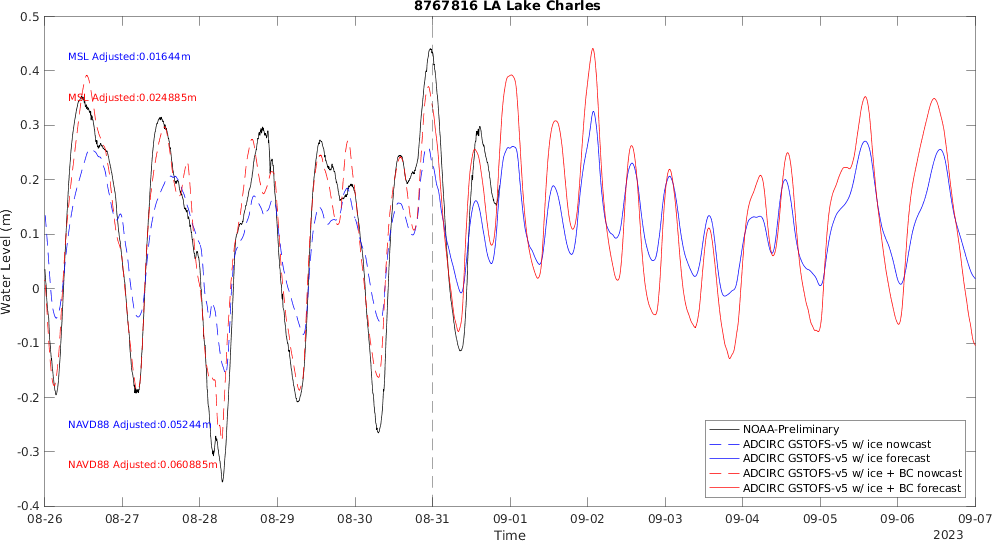 8767816 LA Lake Charles
0.5
0.4
0.3
0.2
0.1
0
-0.1
-0.2
-0.3
-0.4
Water Level (m)
MSL Adjusted:0.01644m
MSL Adjusted:0.024885m
NAVD88 Adjusted:0.05244m
NAVD88 Adjusted:0.060885m
NOAA-Preliminary
ADCIRC GSTOFS-v5 w/ ice nowcast
ADCIRC GSTOFS-v5 w/ ice forecast
ADCIRC GSTOFS-v5 w/ ice + BC nowcast
ADCIRC GSTOFS-v5 w/ ice + BC forecast
08-26 08-27 08-28 08-29 08-30 08-31 09-01 09-02 09-03 09-04 09-05 09-06 09-07
Time
2023